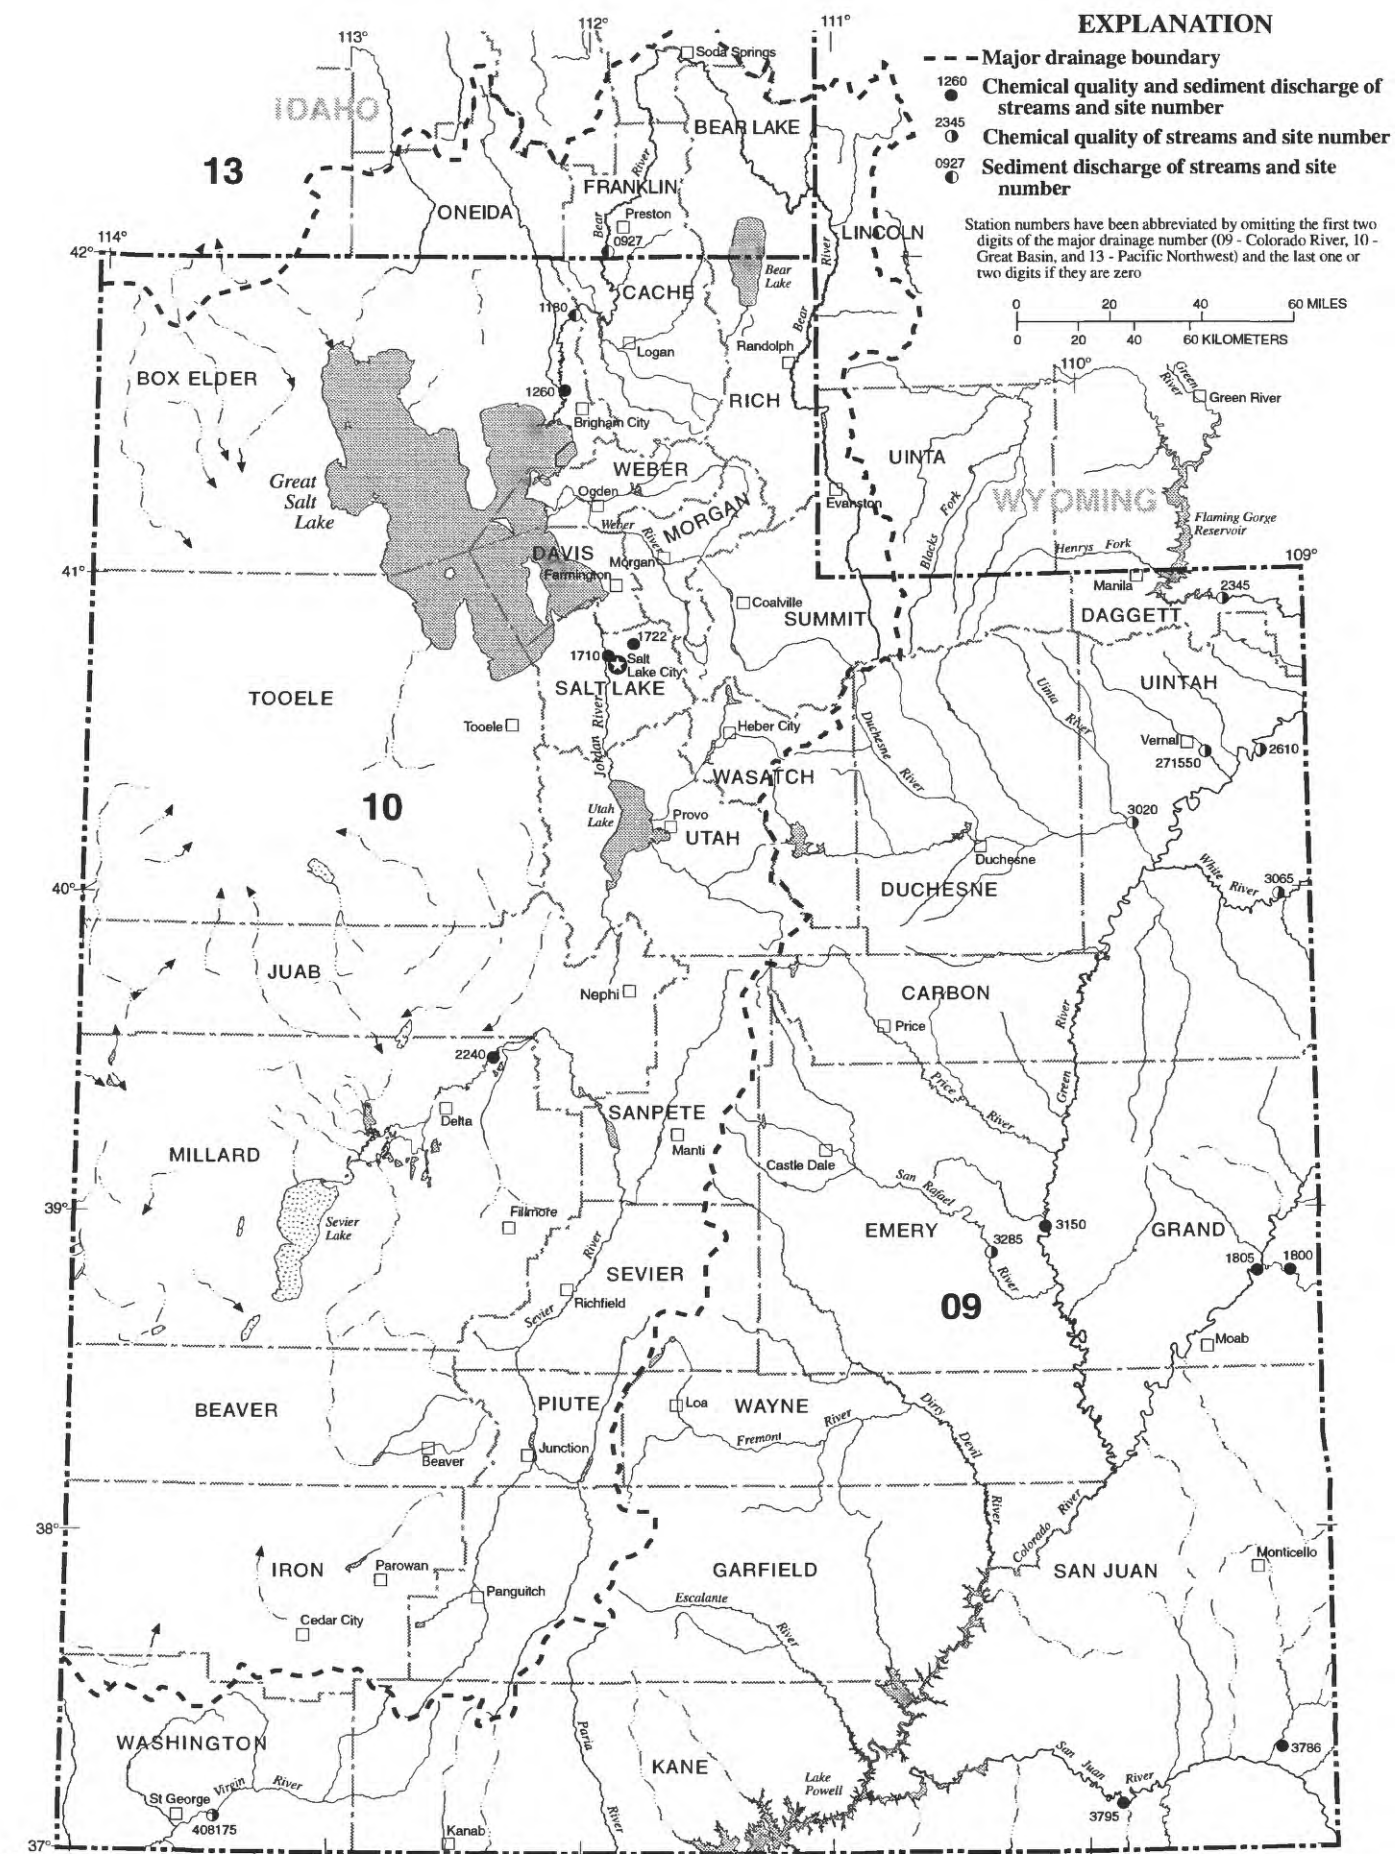 EXPLANATION
Major drainage boundary
1260
Chemical quality and sediment discharge of
streams and site number
2345
Chemical quality of streams and site number
0927
Sediment discharge of streams and site
number
Station numbers have been abbreviated by omitting the first two
digits of the major drainage number (09 - Colorado River, 10 -
Great Basin, and 13 - Pacific Northwest) and the last one or
two digits if they are zero
0 20 40 60 MILES
0 20 40 60 KILOMETERS
113°
112°
111°
Soda Springs
IDAHO
BEAR LAKE
13
FRANKLIN
River
ONEIDA
Preston
Bear
0927
LINCOLN
114°
42°
River
Bear
Lake
CACHE
1180
Bear
Logan
Randolph
110°
BOX ELDER
Green
River
Green River
1260
RICH
Brigham City
UINTA
WEBER
Great
Salt
Lake
Ogden
Evanston
WYOMING
MORGAN
Blacks Fork
Flaming Gorge
Reservoir
Weber
River
DAVIS
Morgan
Henrys Fork
109°
41°
Farmington
Manila
2345
Coalville
SUMMIT
DAGGETT
1722
1710
Salt
Lake City
SALT LAKE
TOOELE
UINTAH
Uinta
River
Tooele
Jordan River
Heber City
Duchesne
River
Vernal
271550
2610
WASATCH
10
Utah
Lake
Provo
UTAH
3020
Duchesne
White
River
3065
40°
DUCHESNE
JUAB
Nephi
CARBON
River
Price
2240
Green
Price
River
Delta
SANPETE
Manti
MILLARD
Castle Dale
San Rafael
39°
Fillmore
Sevier
Lake
EMERY
3150
GRAND
3285
River
1805
1800
River
SEVIER
Richfield
Sevier
09
Moab
BEAVER
PIUTE
Loa
WAYNE
Dirty
Devil
River
River
Fremont
Junction
Beaver
38°
Colorado
River
Monticello
IRON
Parowan
GARFIELD
SAN JUAN
Panguitch
Escalante
River
Cedar City
WASHINGTON
Paria
River
KANE
San Juan River
3786
Lake
Powell
St George
Virgin River
408175
3795
Kanab
37°